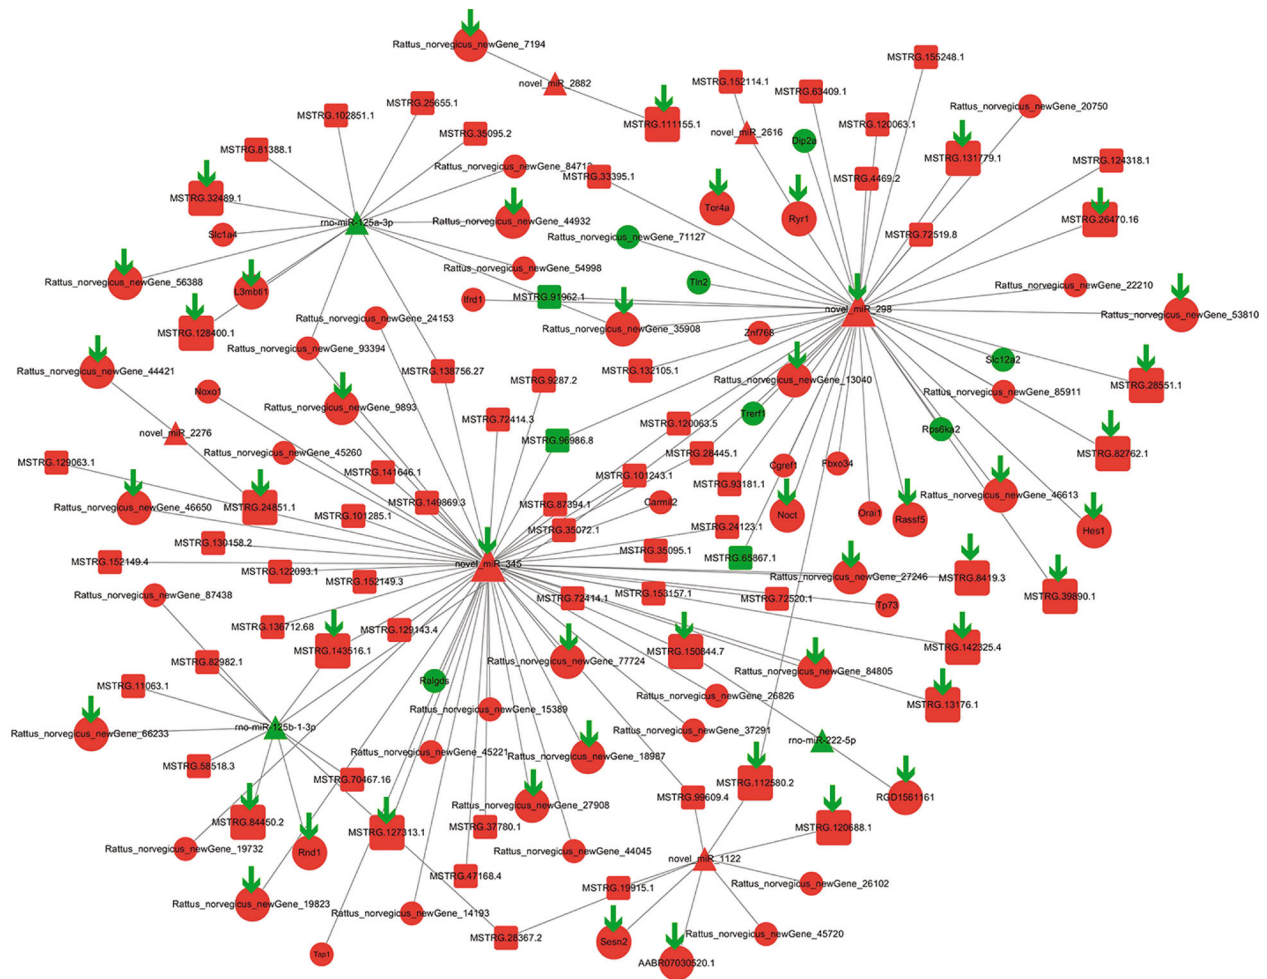 Rattus_norvegicus_newGene_7194
novel_miR_2882
MSTRG.155248.1
MSTRG.152114.1
MSTRG.63409.1
MSTRG.25655.1
MSTRG.102851.1
Rattus_norvegicus_newGene_20750
MSTRG.111155.1
MSTRG.120063.1
novel_miR_2616
MSTRG.35095.2
Dip2a
MSTRG.81388.1
MSTRG.131779.1
MSTRG.124318.1
Rattus_norvegicus_newGene_84712
MSTRG.33395.1
MSTRG.4469.2
MSTRG.32489.1
Tor4a
Ryr1
MSTRG.26470.16
rno-miR-125a-3p
Rattus_norvegicus_newGene_44932
Slc1a4
Rattus_norvegicus_newGene_71127
MSTRG.72519.8
Rattus_norvegicus_newGene_54998
Rattus_norvegicus_newGene_56388
L3mbtl1
Tln2
Rattus_norvegicus_newGene_22210
Ifrd1
MSTRG.91962.1
novel_miR_298
Rattus_norvegicus_newGene_53810
Rattus_norvegicus_newGene_24153
Rattus_norvegicus_newGene_35908
MSTRG.128400.1
Znf768
Rattus_norvegicus_newGene_93394
Slc12a2
Rattus_norvegicus_newGene_44421
MSTRG.138756.27
MSTRG.132105.1
Rattus_norvegicus_newGene_13040
MSTRG.28551.1
MSTRG.9287.2
Noxo1
Rattus_norvegicus_newGene_85911
Rattus_norvegicus_newGene_9893
Trerf1
MSTRG.72414.3
MSTRG.120063.5
Rps6ka2
novel_miR_2276
MSTRG.96986.8
MSTRG.82762.1
Rattus_norvegicus_newGene_45260
MSTRG.28445.1
MSTRG.129063.1
Cgref1
Fbxo34
MSTRG.141646.1
MSTRG.101243.1
MSTRG.93181.1
Rattus_norvegicus_newGene_46613
Rattus_norvegicus_newGene_46650
MSTRG.24851.1
MSTRG.149869.3
MSTRG.87394.1
Carmil2
MSTRG.101285.1
Noct
Orai1
Rassf5
MSTRG.35072.1
MSTRG.24123.1
Hes1
MSTRG.130158.2
MSTRG.35095.1
MSTRG.65867.1
MSTRG.152149.4
novel_miR_345
MSTRG.122093.1
MSTRG.152149.3
Rattus_norvegicus_newGene_27246
MSTRG.8419.3
Rattus_norvegicus_newGene_87438
MSTRG.153157.1
MSTRG.72414.1
MSTRG.72520.1
Tp73
MSTRG.39890.1
MSTRG.136712.68
MSTRG.129143.4
MSTRG.143516.1
MSTRG.150844.7
MSTRG.142325.4
MSTRG.82982.1
Rattus_norvegicus_newGene_77724
Rattus_norvegicus_newGene_84805
Ralgds
MSTRG.11063.1
Rattus_norvegicus_newGene_26826
MSTRG.13176.1
Rattus_norvegicus_newGene_15389
rno-miR-125b-1-3p
Rattus_norvegicus_newGene_66233
Rattus_norvegicus_newGene_37291
rno-miR-222-5p
Rattus_norvegicus_newGene_45221
Rattus_norvegicus_newGene_18987
MSTRG.58518.3
MSTRG.70467.16
MSTRG.112580.2
MSTRG.99609.4
RGD1561161
Rattus_norvegicus_newGene_27908
MSTRG.84450.2
MSTRG.127313.1
MSTRG.37780.1
MSTRG.120688.1
Rattus_norvegicus_newGene_19732
Rnd1
Rattus_norvegicus_newGene_44045
novel_miR_1122
MSTRG.47168.4
MSTRG.19915.1
Rattus_norvegicus_newGene_26102
Rattus_norvegicus_newGene_19823
Rattus_norvegicus_newGene_14193
Rattus_norvegicus_newGene_45720
MSTRG.28367.2
Sesn2
Tap1
AABR07030520.1